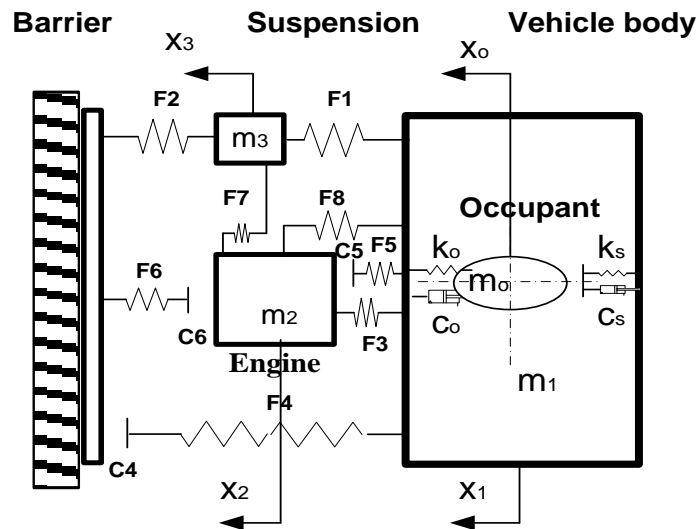 Barrier Suspension Vehicle body
x3 xo
F2 F1
m3
F7 F8
Occupant
C5 F5 ko ks
F6 mo
m2 co cs
C6 F3
Engine m1
F4
C4
x2 x1